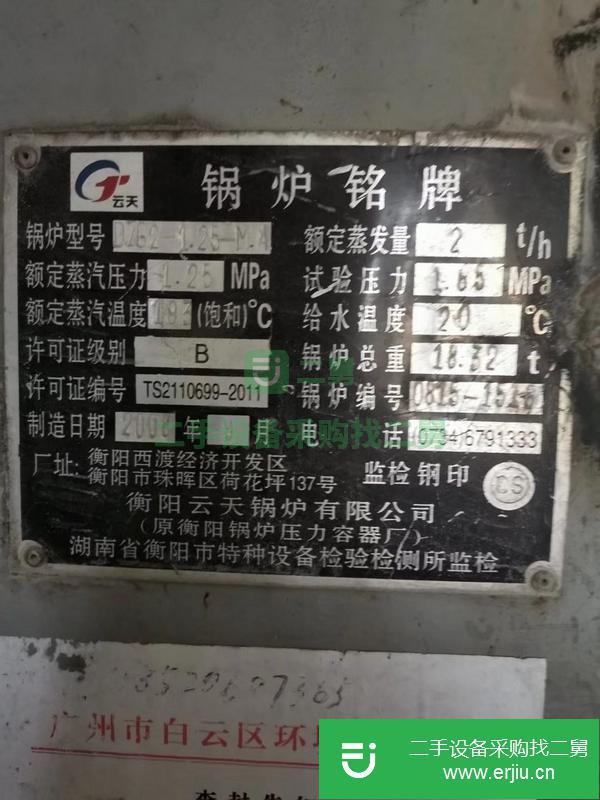 云天
锅炉铭牌
锅炉型号 额定蒸发量 2 t/h
额定蒸汽压力 1.25 MPa 试验压力 1.65 MPa
额定蒸汽温度 (饱和)℃ 给水温度 20 ℃
许可证级别 B 锅炉总重 18.32 t
许可证编号 TS2110699-2011 锅炉编号
制造日期 年 月 电话
厂址: 衡阳西渡经济开发区
衡阳市珠晖区荷花坪137号
监检钢印 CS
衡阳云天锅炉有限公司
(原衡阳锅炉压力容器厂)
湖南省衡阳市特种设备检验检测所监检
二舅
二手设备采购找二舅
广州市白云区环
二手设备采购找二舅
www.erjiu.cn